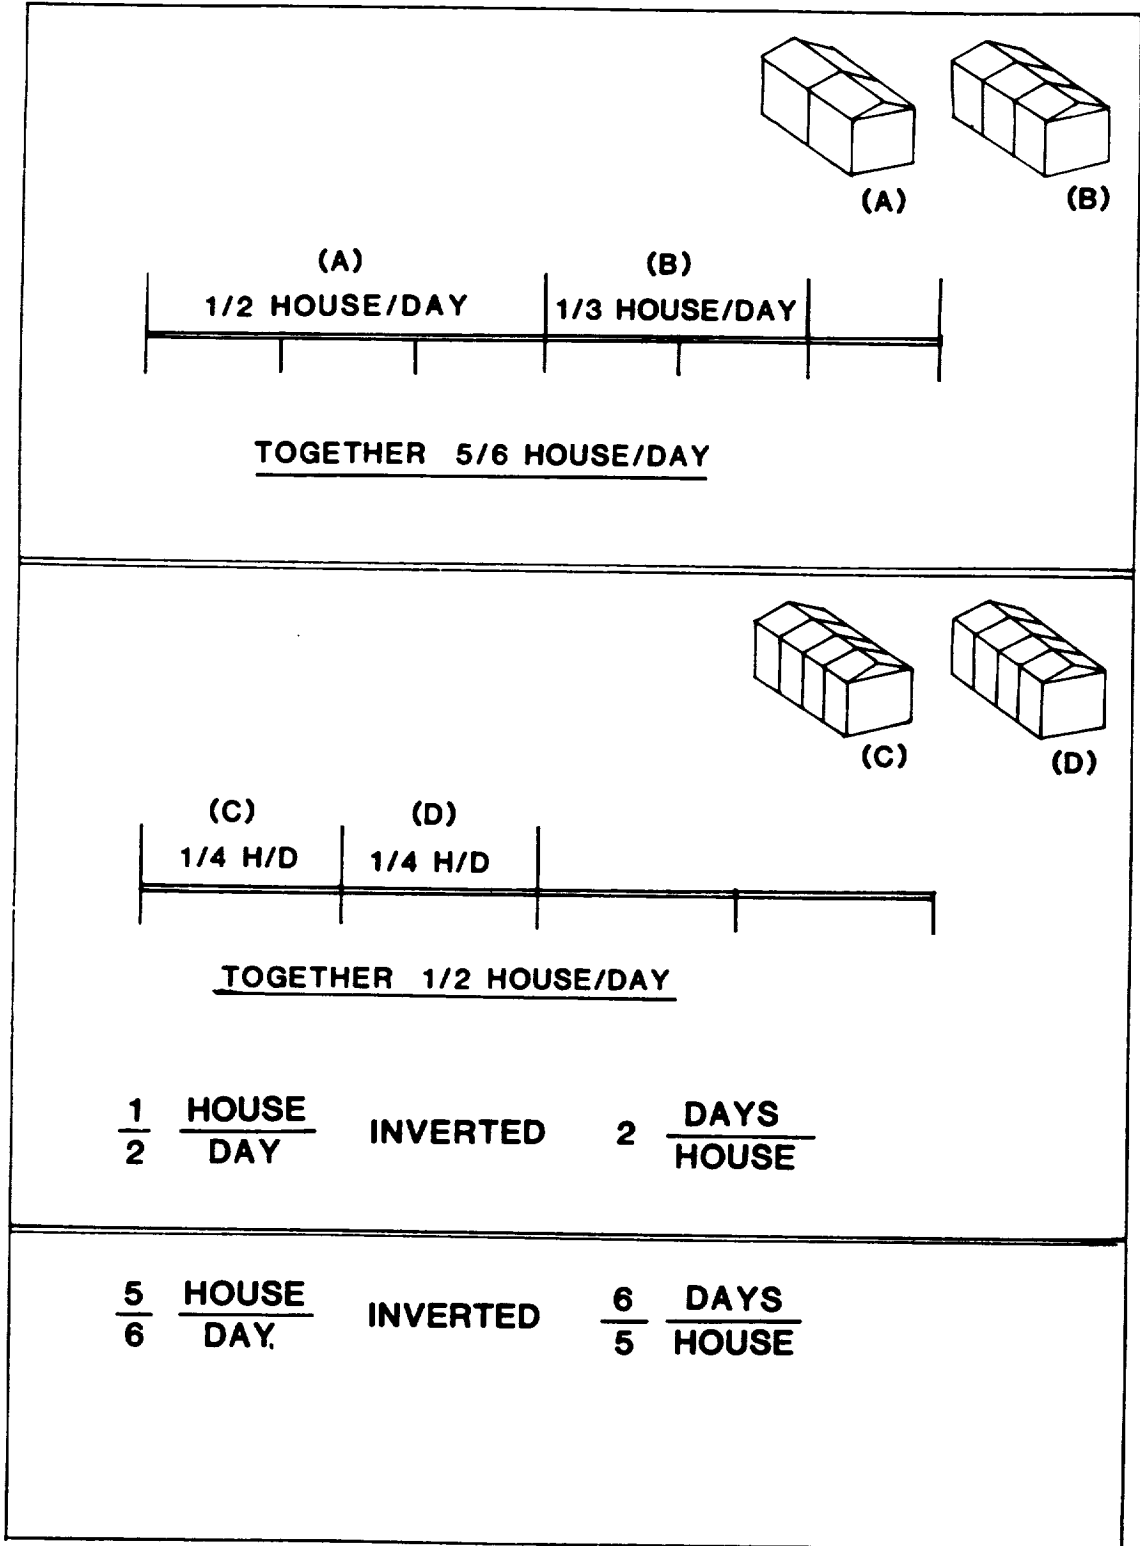 (A) (B)
(A) (B)
1/2 HOUSE/DAY 1/3 HOUSE/DAY
TOGETHER 5/6 HOUSE/DAY
(C) (D)
(C) (D)
1/4 H/D 1/4 H/D
TOGETHER 1/2 HOUSE/DAY
1/2 HOUSE/DAY INVERTED 2 DAYS/HOUSE
5/6 HOUSE/DAY. INVERTED 6/5 DAYS/HOUSE